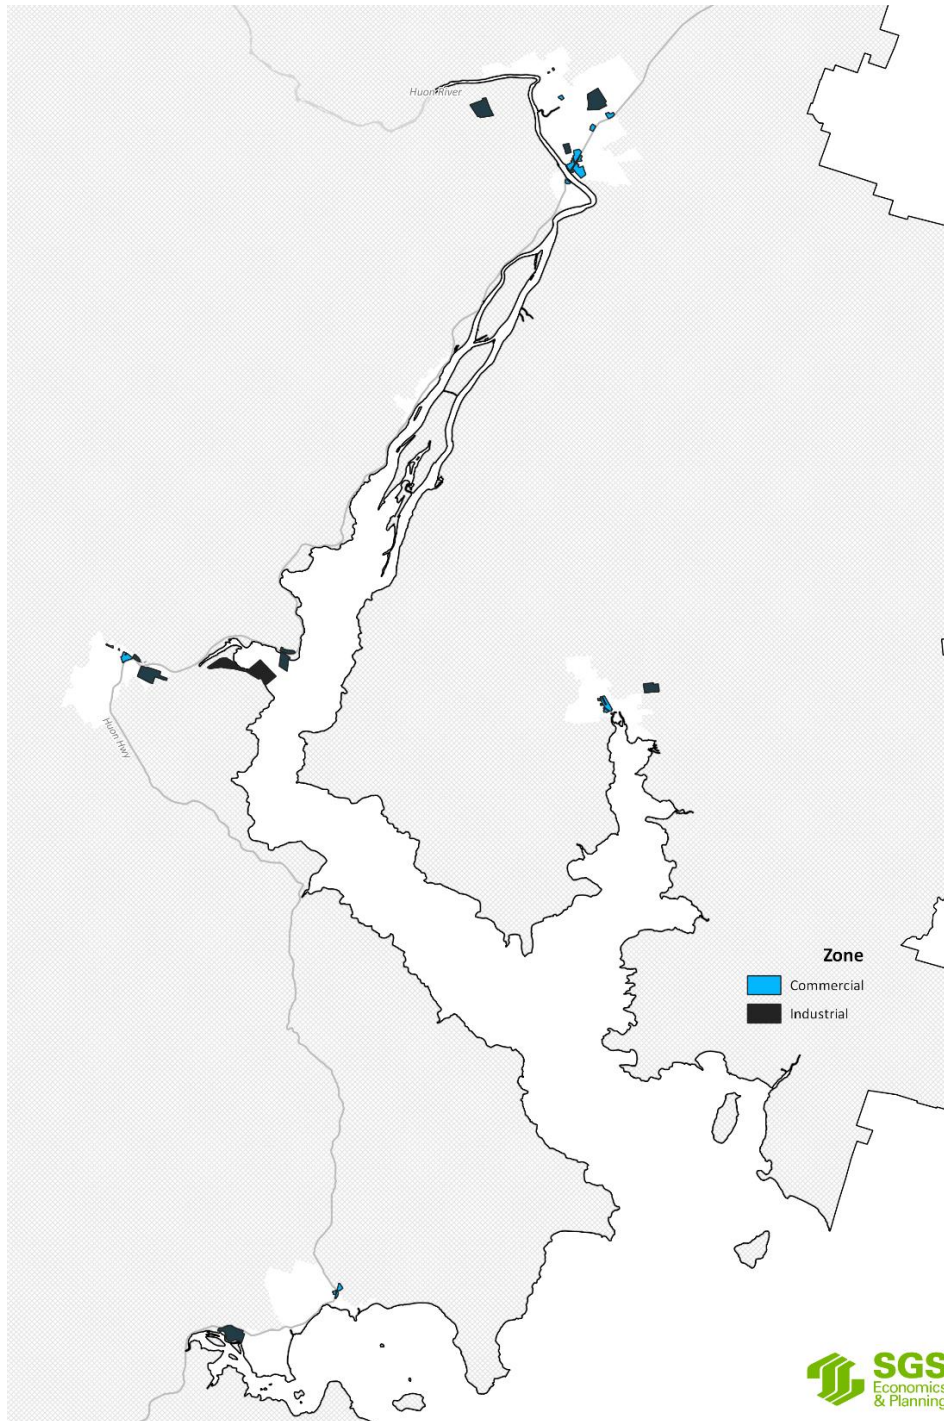 Huon River
Huon Hwy
Zone
Commercial
Industrial
SGS
Economics
& Planning